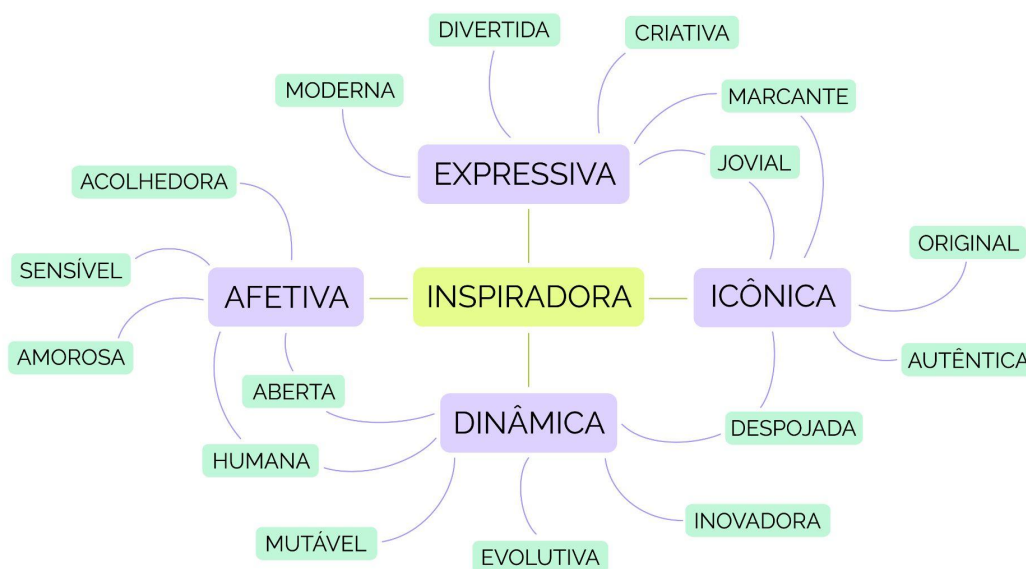 DIVERTIDA
CRIATIVA
MODERNA
MARCANTE
EXPRESSIVA
JOVIAL
ACOLHEDORA
ORIGINAL
SENSÍVEL
AFETIVA
INSPIRADORA
ICÔNICA
AMOROSA
AUTÊNTICA
ABERTA
DINÂMICA
DESPOJADA
HUMANA
INOVADORA
MUTÁVEL
EVOLUTIVA